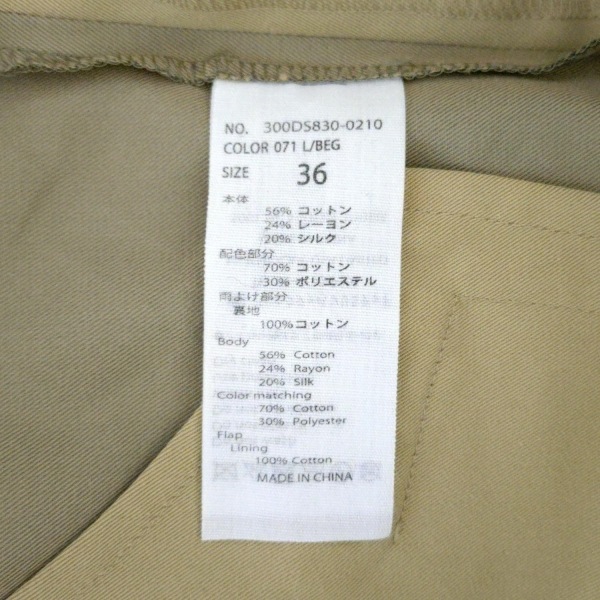 NO. 300DS830-0210
COLOR 071 L/BEG
SIZE 36
本体
56% コットン
24% レーヨン
20% シルク
配色部分
70% コットン
30% ポリエステル
雨よけ部分
裏地
100% コットン
Body
56% Cotton
24% Rayon
20% Silk
Color matching
70% Cotton
30% Polyester
Flap
Lining
100% Cotton
MADE IN CHINA